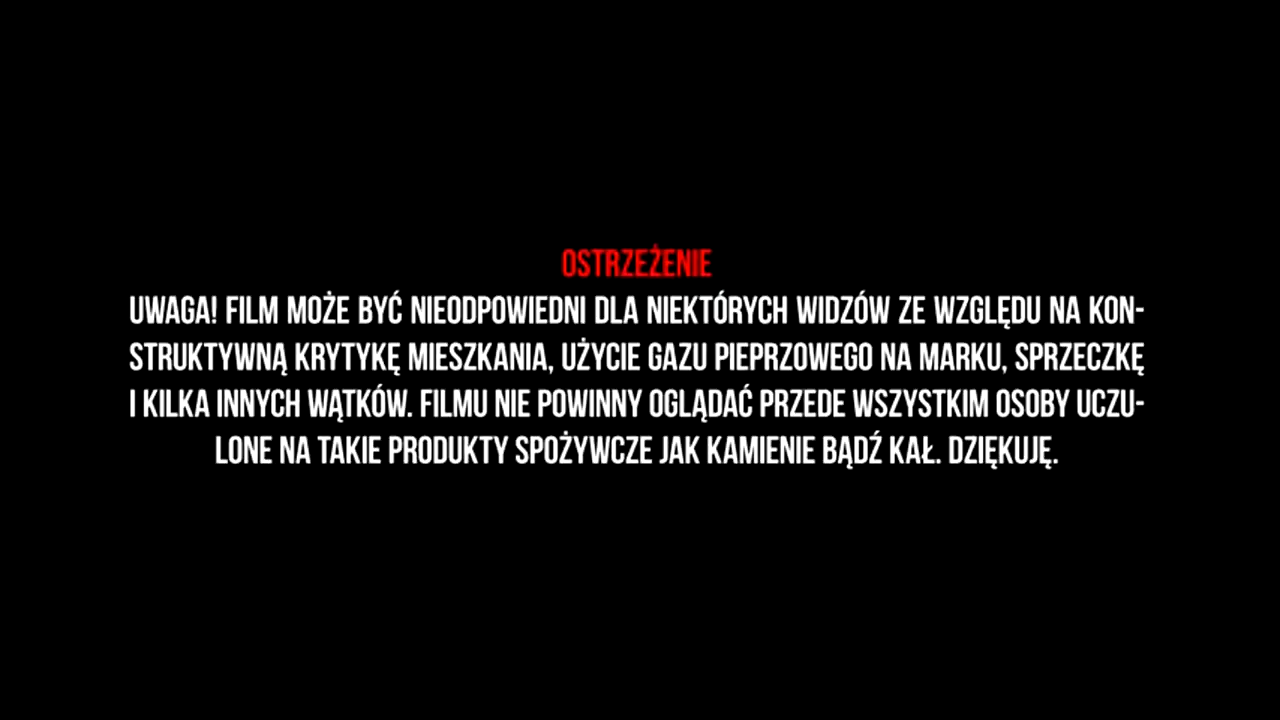 OSTRZEŻENIE
UWAGA! FILM MOŻE BYĆ NIEODPOWIEDNI DLA NIEKTÓRYCH WIDZÓW ZE WZGLĘDU NA KON-
STRUKTYWNĄ KRYTYKĘ MIESZKANIA, UŻYCIE GAZU PIEPRZOWEGO NA MARKU, SPRZECZKĘ
I KILKA INNYCH WĄTKÓW. FILMU NIE POWINNY OGLĄDAĆ PRZEDE WSZYSTKIM OSOBY UCZU-
LONE NA TAKIE PRODUKTY SPOŻYWCZE JAK KAMIENIE BĄDŹ KAŁ. DZIĘKUJĘ.